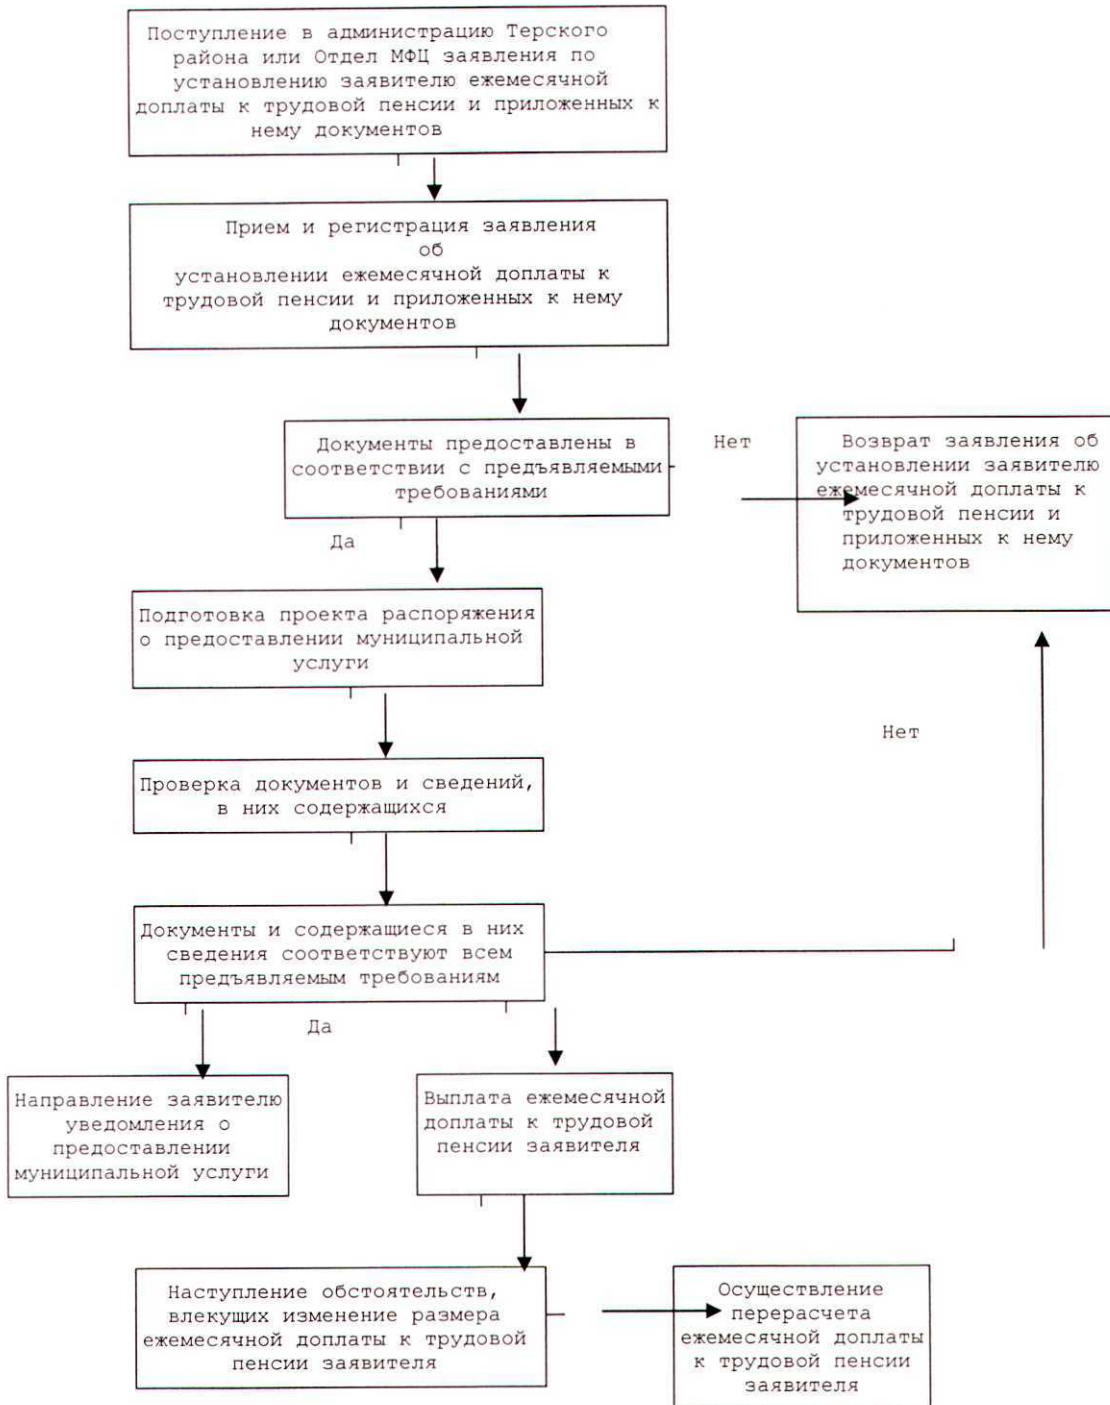 Поступление в администрацию Терского
района или Отдел МФЦ заявления по
установлению заявителю ежемесячной
доплаты к трудовой пенсии и приложенных к
нему документов
Прием и регистрация заявления
об
установлении ежемесячной доплаты к
трудовой пенсии и приложенных к нему
документов
Документы предоставлены в
соответствии с предъявляемыми
требованиями
Нет
Возврат заявления об
установлении заявителю
ежемесячной доплаты к
трудовой пенсии и
приложенных к нему
документов
Да
Подготовка проекта распоряжения
о предоставлении муниципальной
услуги
Нет
Проверка документов и сведений,
в них содержащихся
Документы и содержащиеся в них
сведения соответствуют всем
предъявляемым требованиям
Да
Направление заявителю
уведомления о
предоставлении
муниципальной услуги
Выплата ежемесячной
доплаты к трудовой
пенсии заявителя
Наступление обстоятельств,
влекущих изменение размера
ежемесячной доплаты к трудовой
пенсии заявителя
Осуществление
перерасчета
ежемесячной доплаты
к трудовой пенсии
заявителя